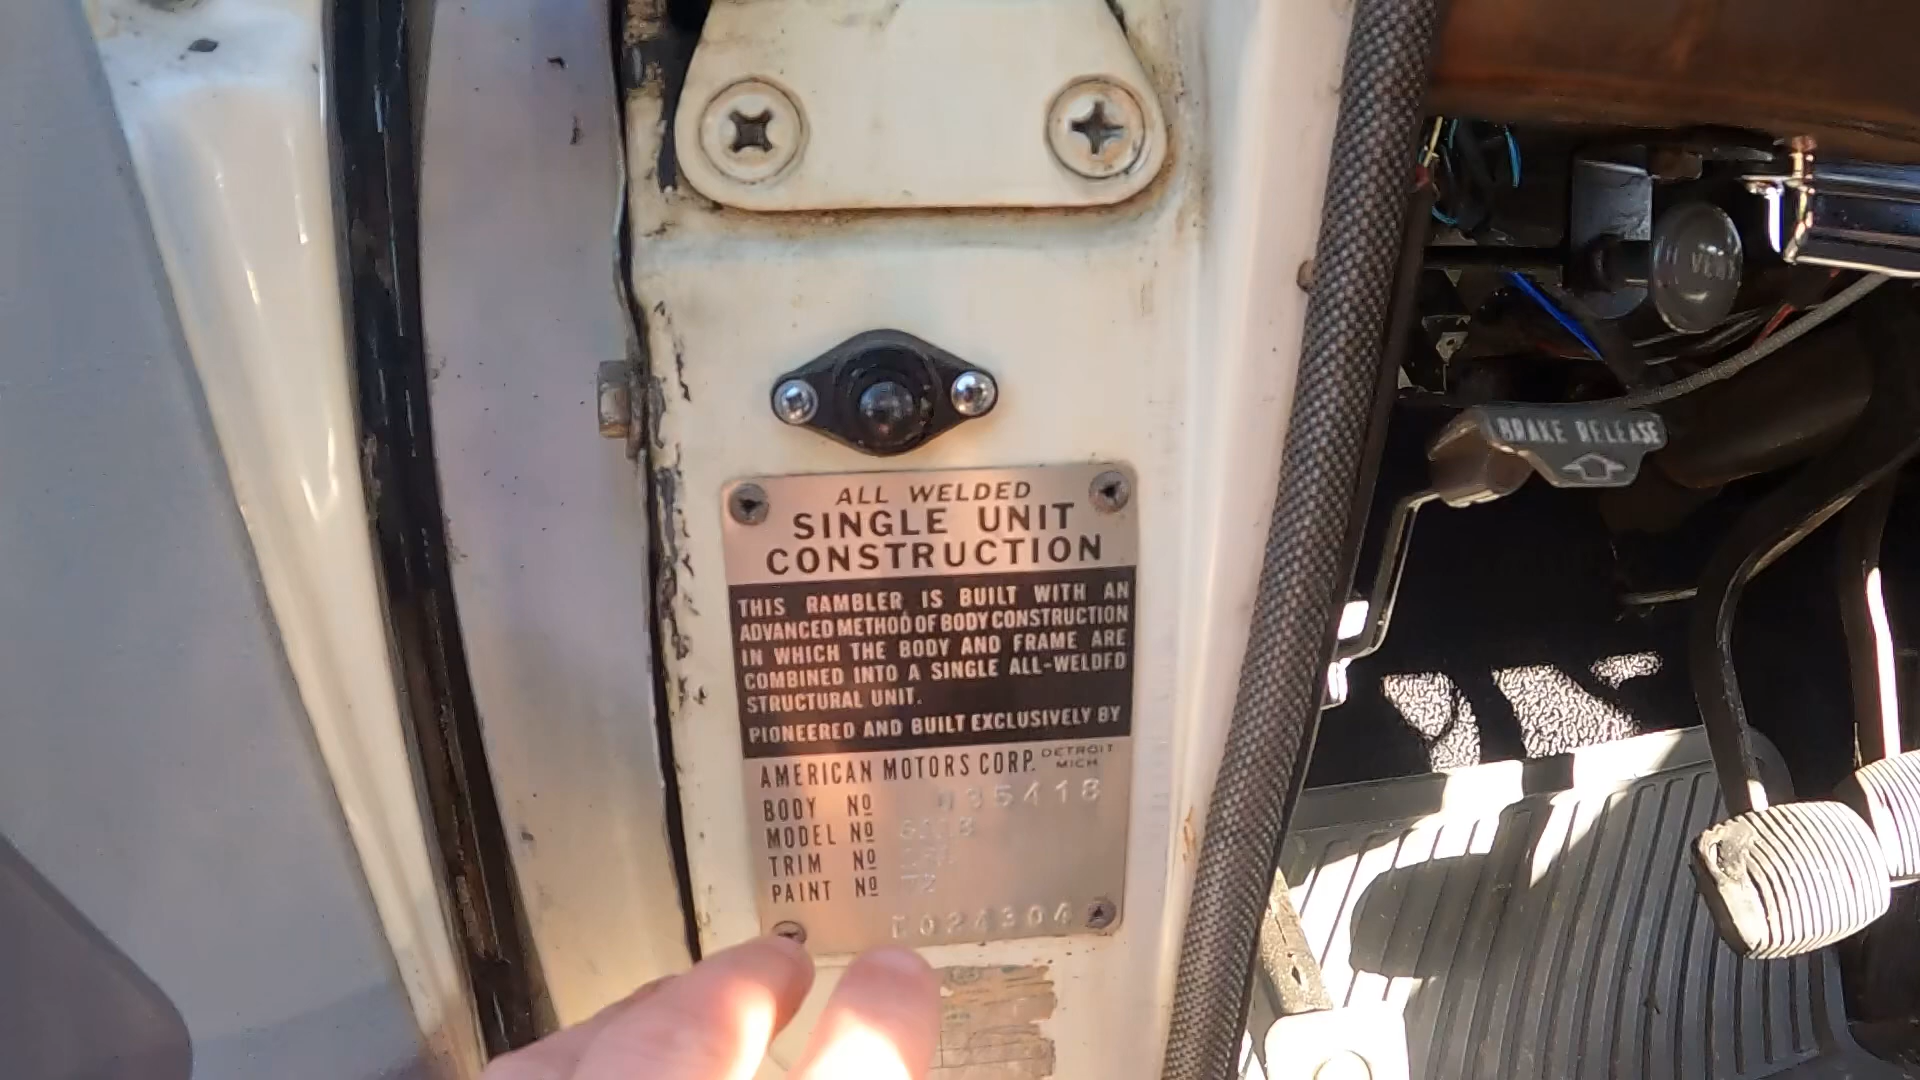 VENT
BRAKE RELEASE
ALL WELDED
SINGLE UNIT
CONSTRUCTION
THIS RAMBLER IS BUILT WITH AN
ADVANCED METHOD OF BODY CONSTRUCTION
IN WHICH THE BODY AND FRAME ARE
COMBINED INTO A SINGLE ALL-WELDED
STRUCTURAL UNIT.
PIONEERED AND BUILT EXCLUSIVELY BY
AMERICAN MOTORS CORP. DETROIT MICH
BODY Nº
MODEL Nº
TRIM Nº
PAINT Nº 72